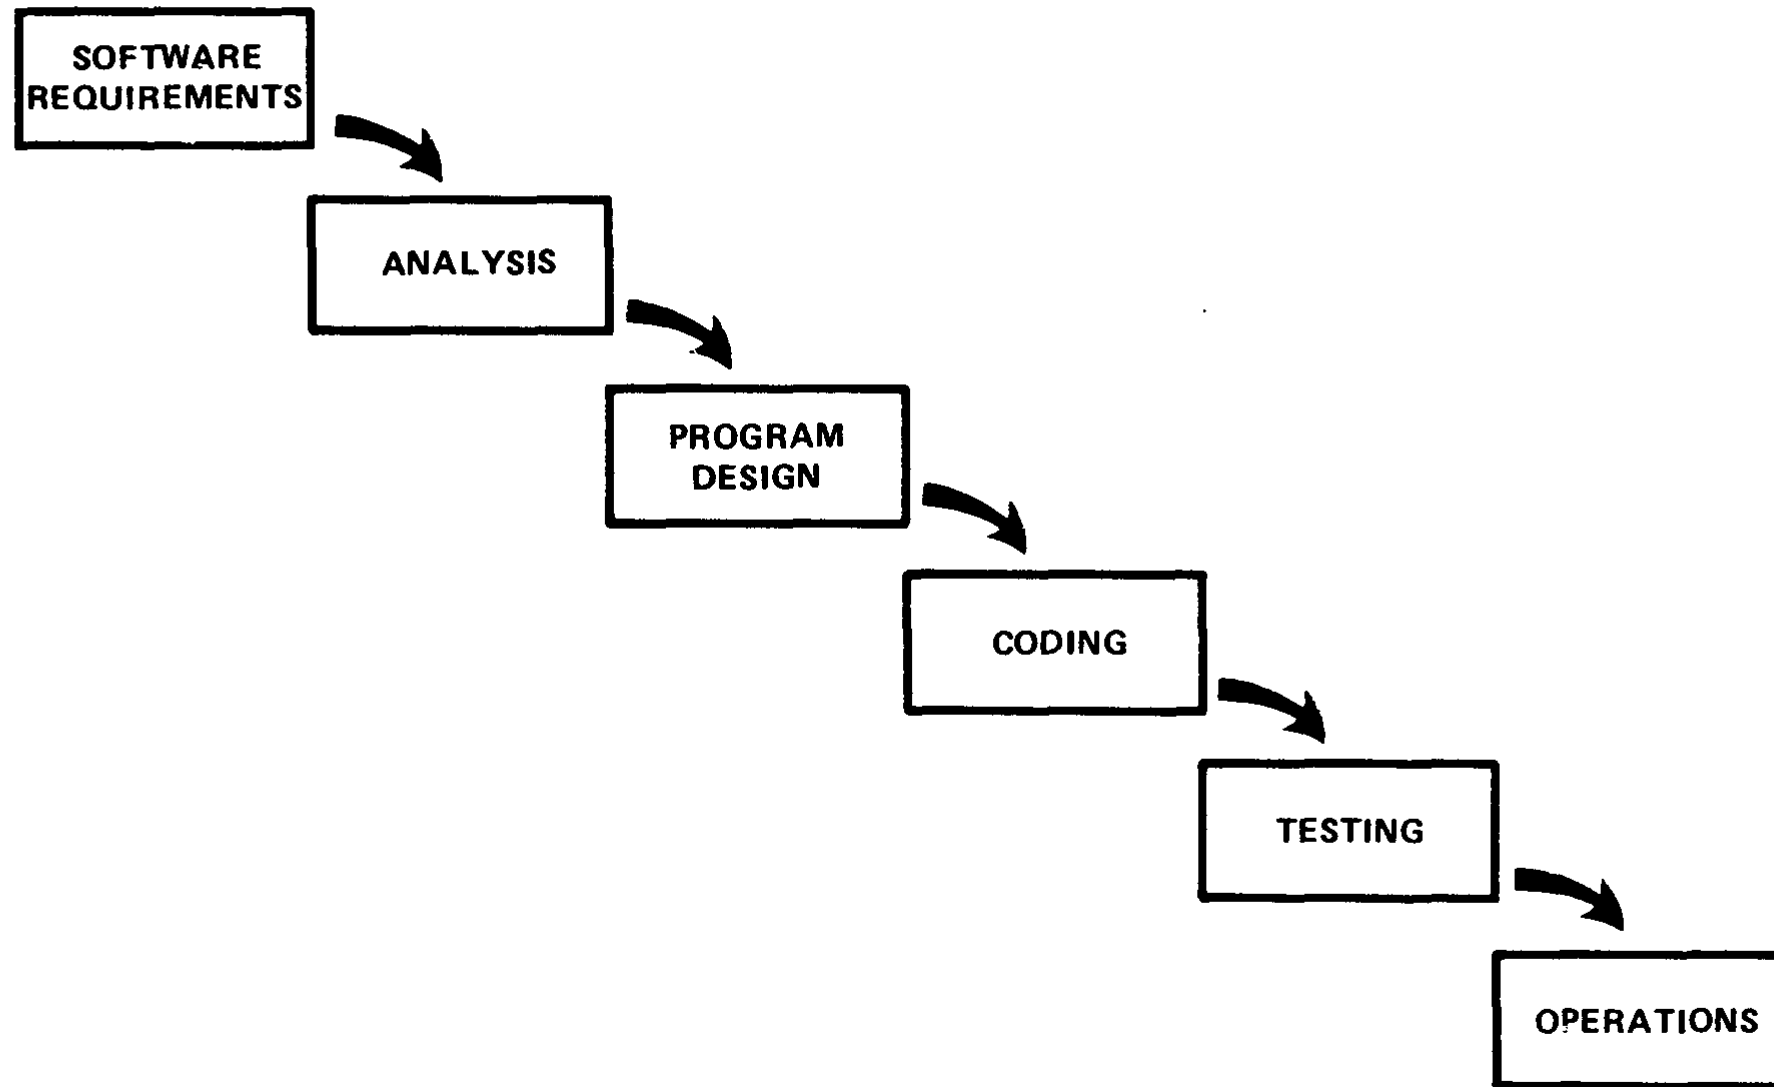 SOFTWARE
REQUIREMENTS
ANALYSIS
PROGRAM
DESIGN
CODING
TESTING
OPERATIONS